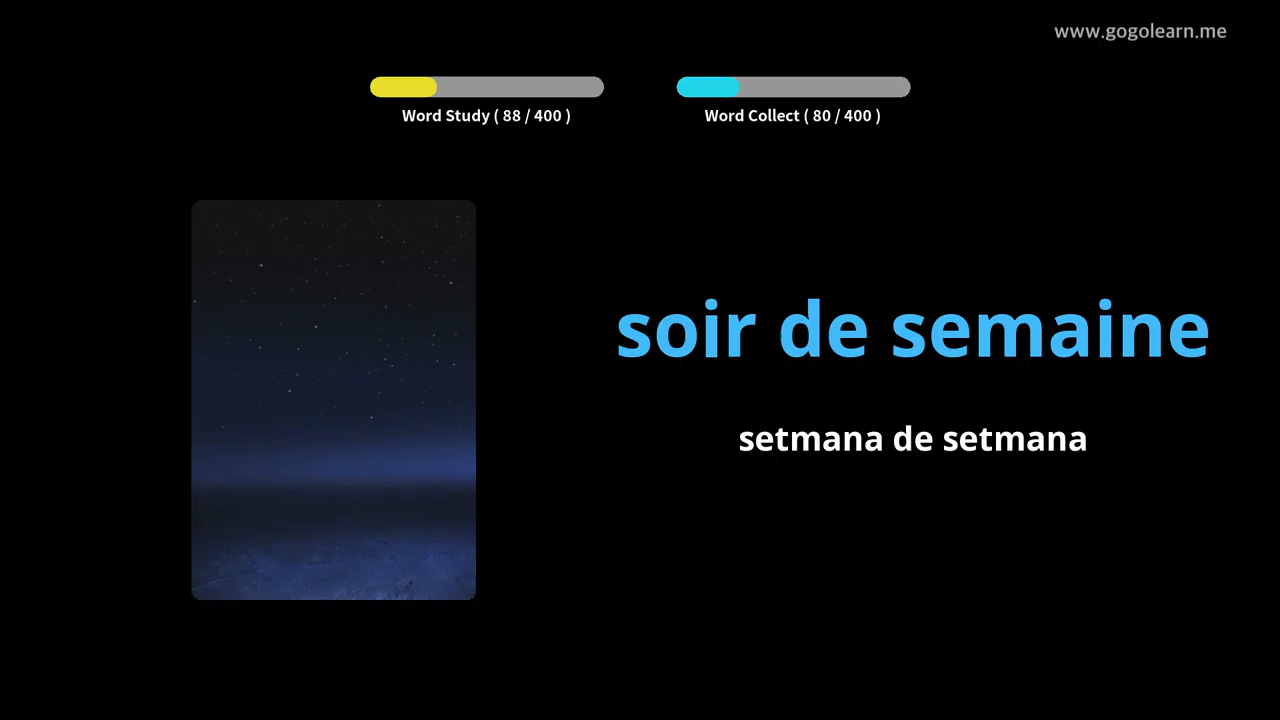 www.gogolearn.me
Word Study ( 88 / 400 )
Word Collect ( 80 / 400 )
soir de semaine
setmana de setmana